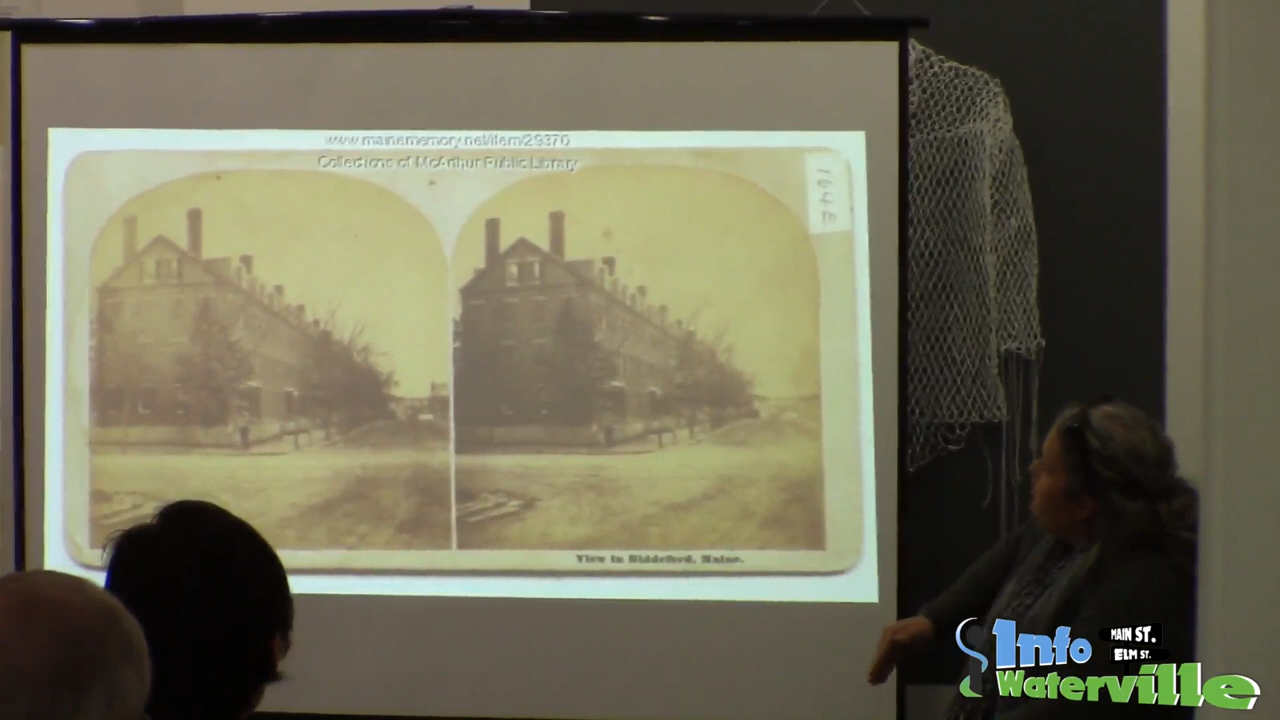 www.mainememory.net/item/29370
Collections of McArthur Public Library
104E
View in Biddeford, Maine.
Info
MAIN ST.
ELM ST.
Waterville